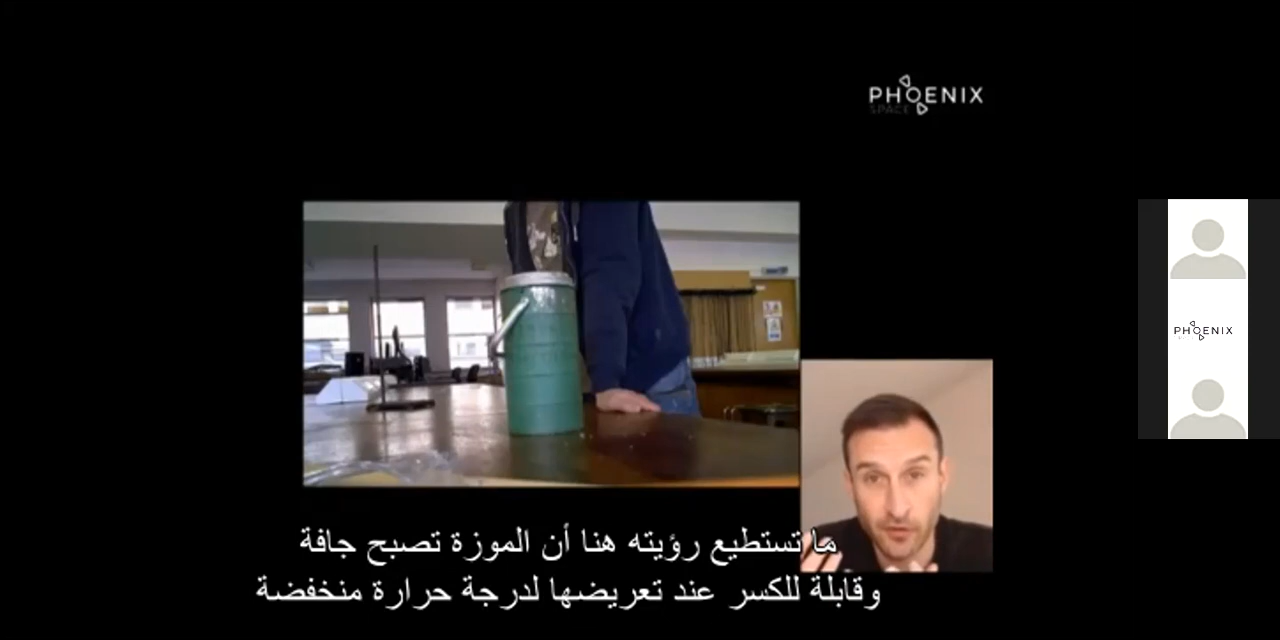 PHOENIX
SPACE
PHOENIX
ما تستطيع رؤيته هنا أن الموزة تصبح جافة
وقابلة للكسر عند تعريضها لدرجة حرارة منخفضة